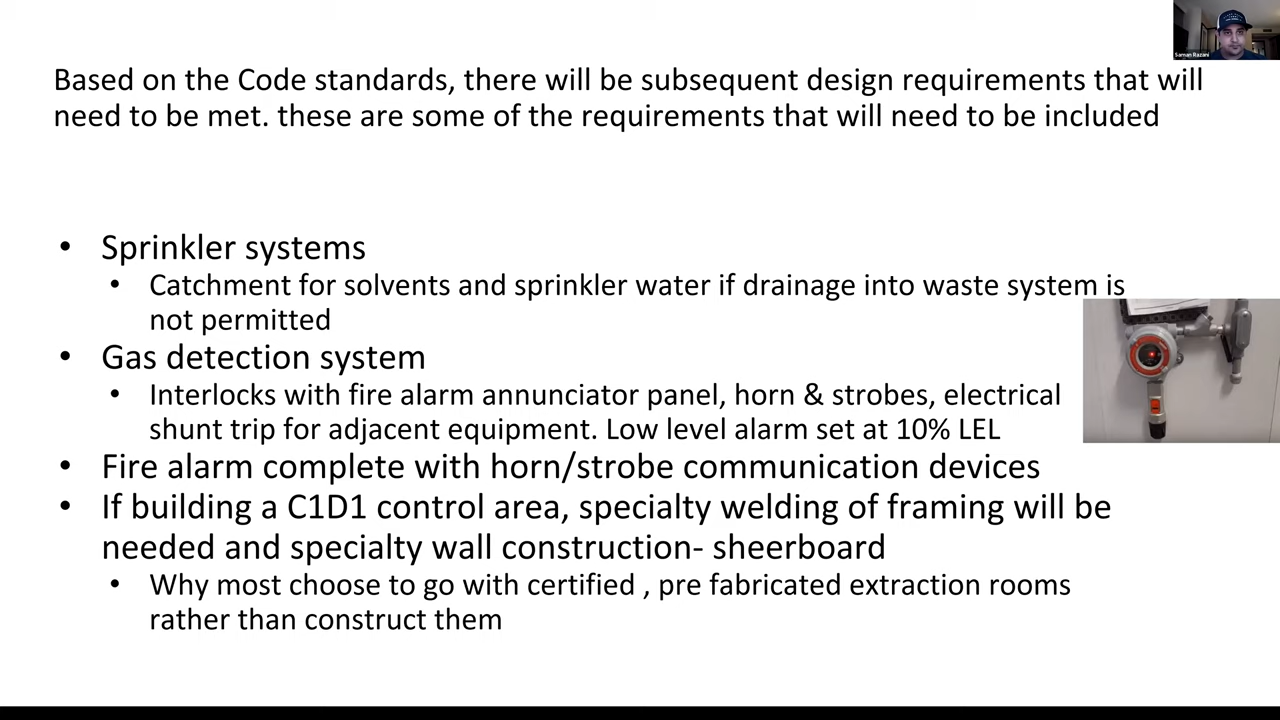 Saman Razani
Based on the Code standards, there will be subsequent design requirements that will
need to be met. these are some of the requirements that will need to be included
• Sprinkler systems
• Catchment for solvents and sprinkler water if drainage into waste system is
not permitted
• Gas detection system
• Interlocks with fire alarm annunciator panel, horn & strobes, electrical
shunt trip for adjacent equipment. Low level alarm set at 10% LEL
• Fire alarm complete with horn/strobe communication devices
• If building a C1D1 control area, specialty welding of framing will be
needed and specialty wall construction- sheerboard
• Why most choose to go with certified , pre fabricated extraction rooms
rather than construct them